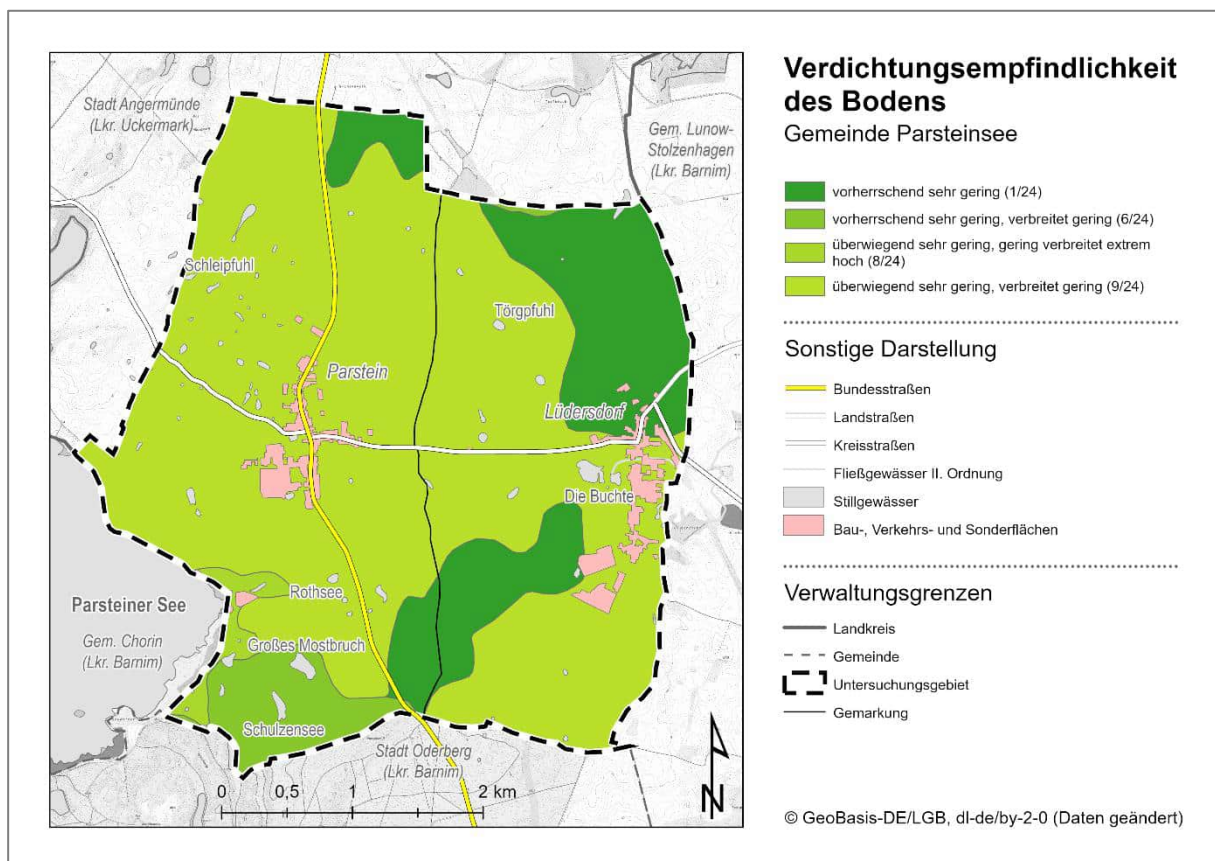 Stadt Angermünde
(Lkr. Uckermark)
Gem. Lunow-
Stolzenhagen
(Lkr. Barnim)
Schleipfuhl
Törgpfuhl
Parstein
Lüdersdorf
Die Buchte
Rothsee
Parsteiner See
Gem. Chorin
(Lkr. Barnim)
Großes Mostbruch
Schulzensee
Stadt Oderberg
(Lkr. Barnim)
0 0,5 1 2 km
N
Verdichtungsempfindlichkeit
des Bodens
Gemeinde Parsteinsee
vorherrschend sehr gering (1/24)
vorherrschend sehr gering, verbreitet gering (6/24)
überwiegend sehr gering, gering verbreitet extrem
hoch (8/24)
überwiegend sehr gering, verbreitet gering (9/24)
Sonstige Darstellung
Bundesstraßen
Landstraßen
Kreisstraßen
Fließgewässer II. Ordnung
Stillgewässer
Bau-, Verkehrs- und Sonderflächen
Verwaltungsgrenzen
Landkreis
Gemeinde
Untersuchungsgebiet
Gemarkung
© GeoBasis-DE/LGB, dl-de/by-2-0 (Daten geändert)